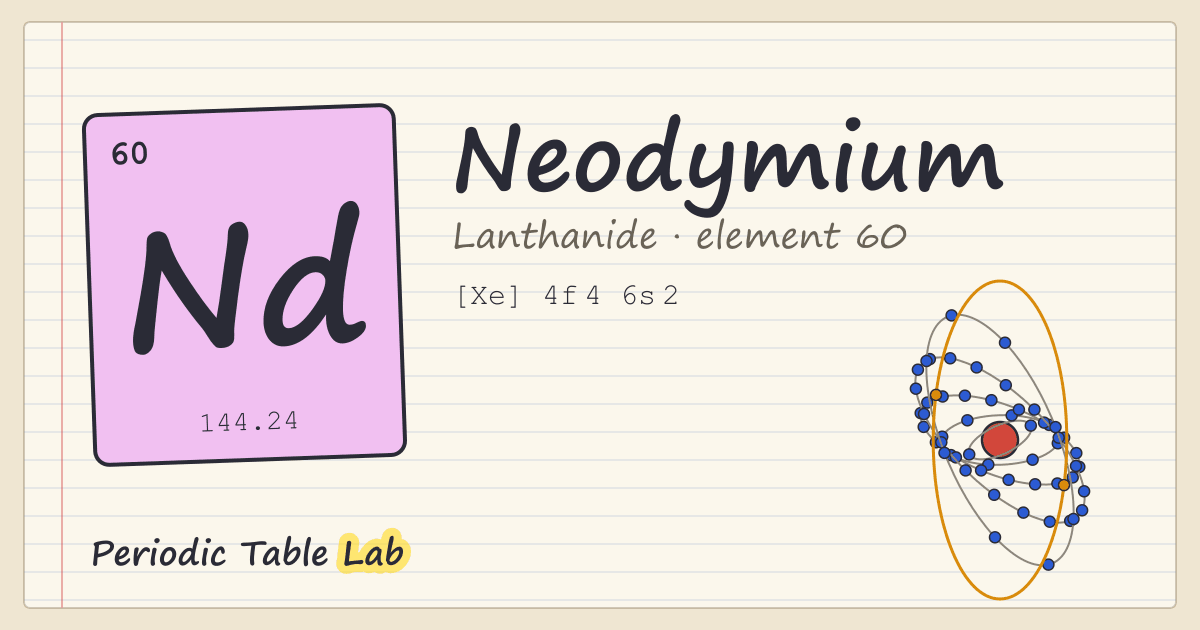 60
Nd
144.24
Neodymium
Lanthanide · element 60
[Xe] 4f4 6s2
Periodic Table Lab